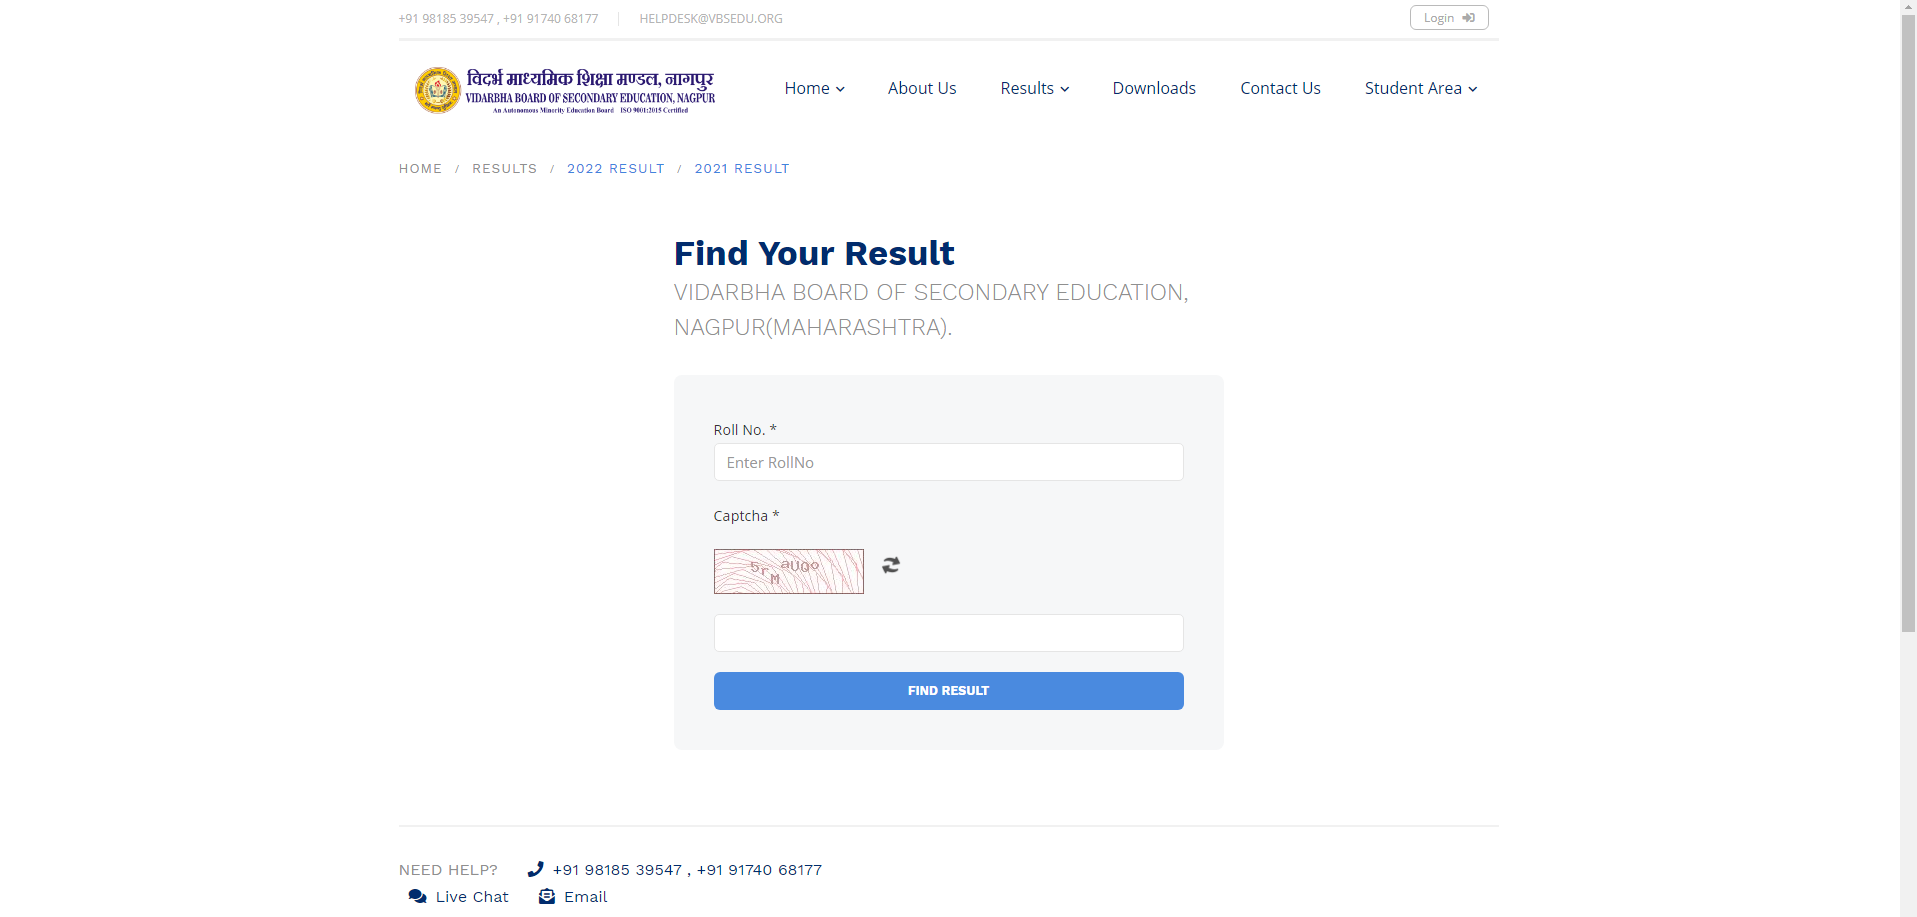 +91 98185 39547 , +91 91740 68177 HELPDESK@VBSEDU.ORG Login
विदर्भ माध्यमिक शिक्षा मण्डल, नागपुर
VIDARBHA BOARD OF SECONDARY EDUCATION, NAGPUR
An Autonomous Minority Education Board ISO 9001:2015 Certified
Home About Us Results Downloads Contact Us Student Area
HOME / RESULTS / 2022 RESULT / 2021 RESULT
Find Your Result
VIDARBHA BOARD OF SECONDARY EDUCATION,
NAGPUR(MAHARASHTRA).
Roll No. *
Enter RollNo
Captcha *
5rMaUQo
FIND RESULT
NEED HELP? +91 98185 39547 , +91 91740 68177
Live Chat Email